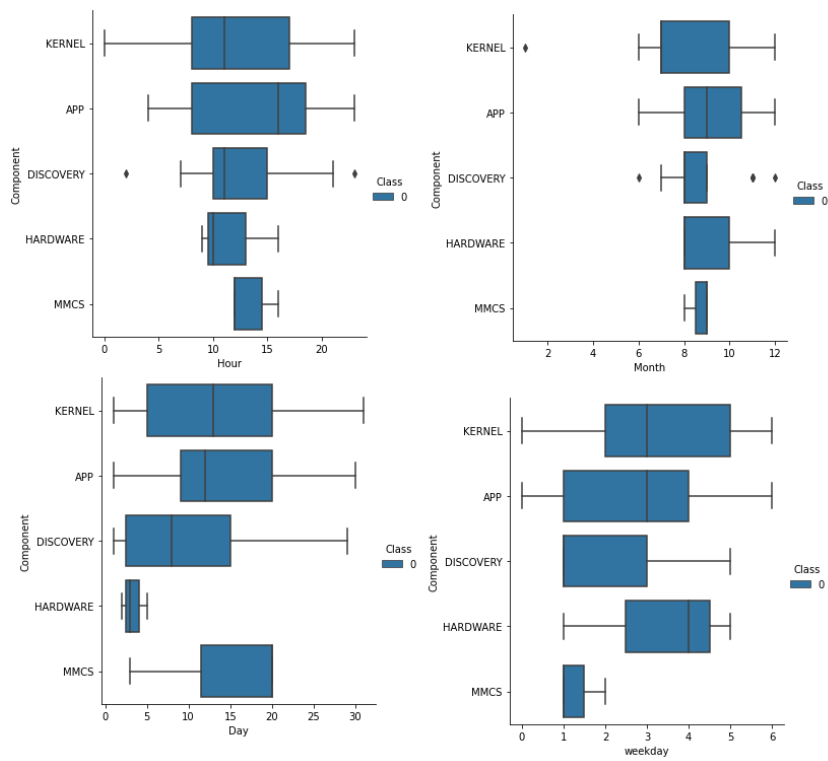 KERNEL
APP
DISCOVERY
HARDWARE
MMCS
Component
0 5 10 15 20
Hour
Class
0
KERNEL
APP
DISCOVERY
HARDWARE
MMCS
Component
2 4 6 8 10 12
Month
Class
0
KERNEL
APP
DISCOVERY
HARDWARE
MMCS
Component
0 5 10 15 20 25 30
Day
Class
0
KERNEL
APP
DISCOVERY
HARDWARE
MMCS
Component
0 1 2 3 4 5 6
weekday
Class
0